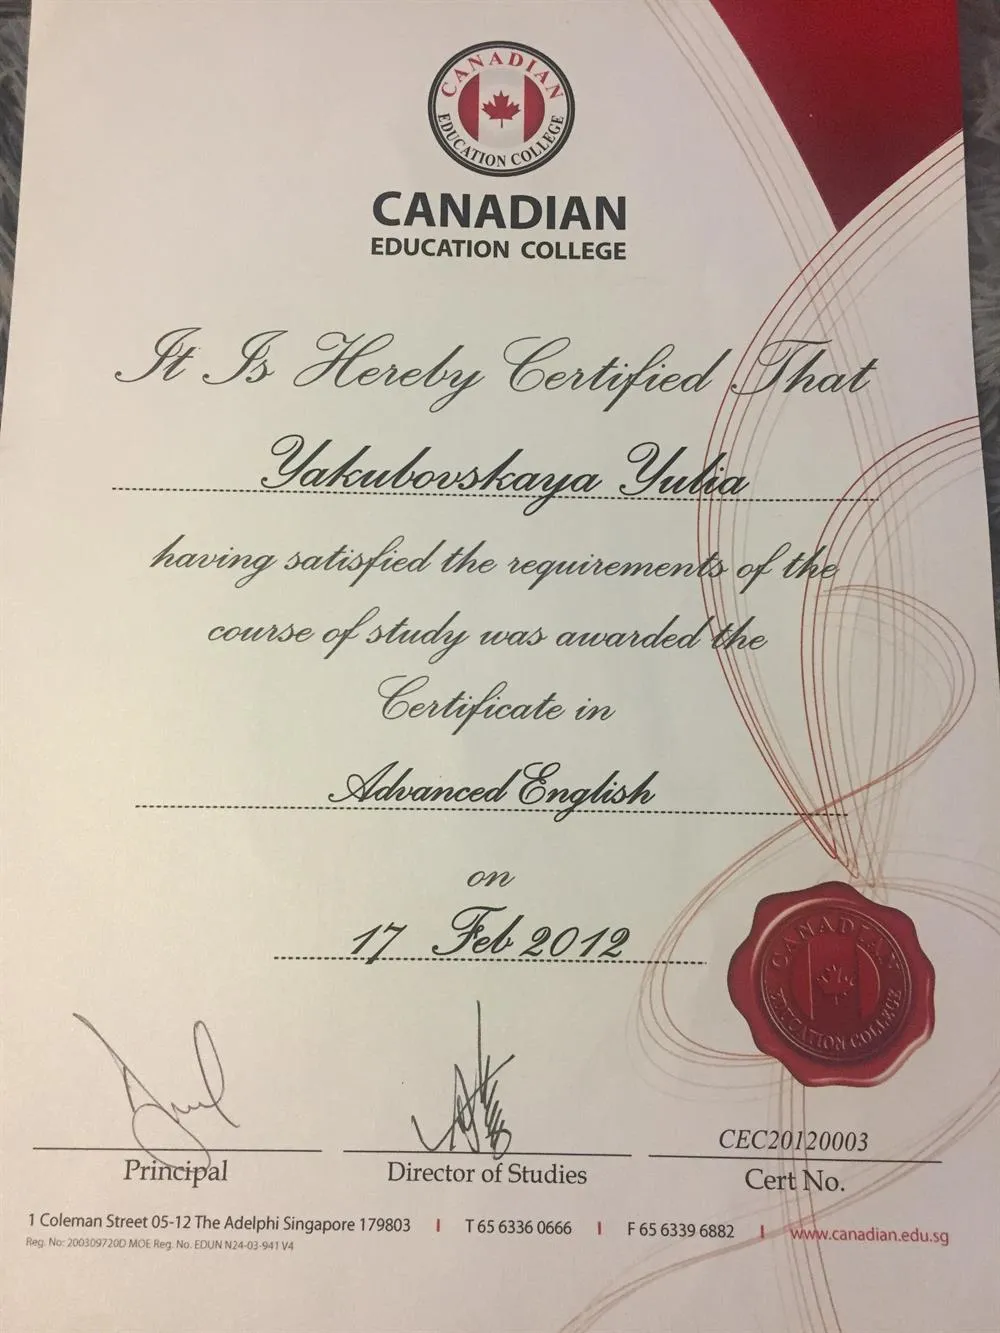 CANADIAN
EDUCATION COLLEGE
CANADIAN
EDUCATION COLLEGE
It Is Hereby Certified That
Yakubovskaya Yulia
having satisfied the requirements of the
course of study was awarded the
Certificate in
Advanced English
on
17 Feb 2012
CANADIAN
EDUCATION COLLEGE
CEC20120003
Principal
Director of Studies
Cert No.
1 Coleman Street 05-12 The Adelphi Singapore 179803 | T 65 6336 0666 | F 65 6339 6882 | www.canadian.edu.sg
Reg. No: 200309720D MOE Reg. No. EDUN N24-03-941 V4